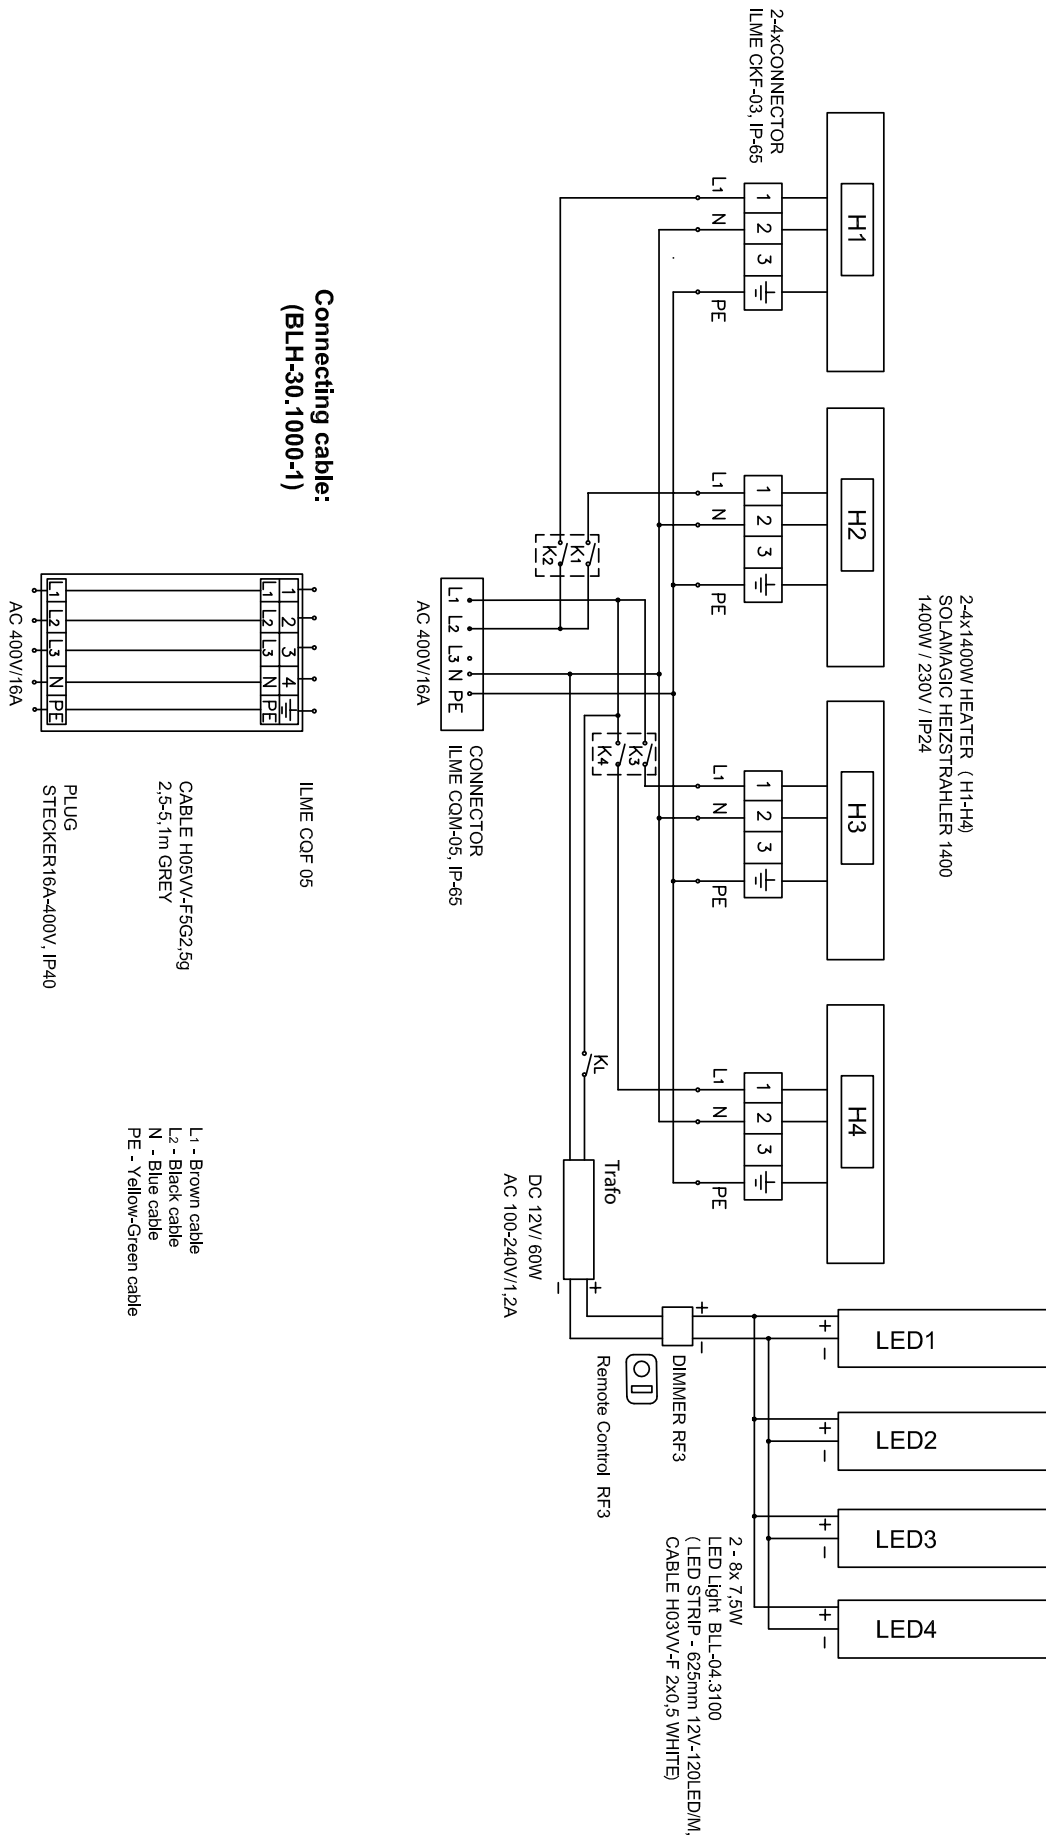 2-4xCONNECTOR
ILME CKF-03, IP-65
H1
1
2
3
L1
N
PE
2-4x1400W HEATER ( H1-H4)
SOLAMAGIC HEIZSTRAHLER 1400
1400W / 230V / IP24
H2
1
2
3
L1
N
PE
H3
1
2
3
L1
N
PE
H4
1
2
3
L1
N
PE
K1
K2
K3
K4
L1 L2 L3 N PE
AC 400V/16A
CONNECTOR
ILME CQM-05, IP-65
KL
Trafo
DC 12V/ 60W
AC 100-240V/1,2A
+
–
+
–
DIMMER RF3
Remote Control RF3
LED1
+
–
LED2
+
–
LED3
+
–
LED4
+
–
2 - 8x 7,5W
LED Light BLL-04.3100
( LED STRIP - 625mm 12V-120LED/M,
CABLE H03VV-F 2x0,5 WHITE)
Connecting cable:
(BLH-30.1000-1)
1 2 3 4
L1 L2 L3 N PE
L1 L2 L3 N PE
AC 400V/16A
ILME CQF 05
CABLE H05VV-F5G2,5g
2,5-5,1m GREY
PLUG
STECKER16A-400V, IP40
L1 - Brown cable
L2 - Black cable
N - Blue cable
PE - Yellow-Green cable